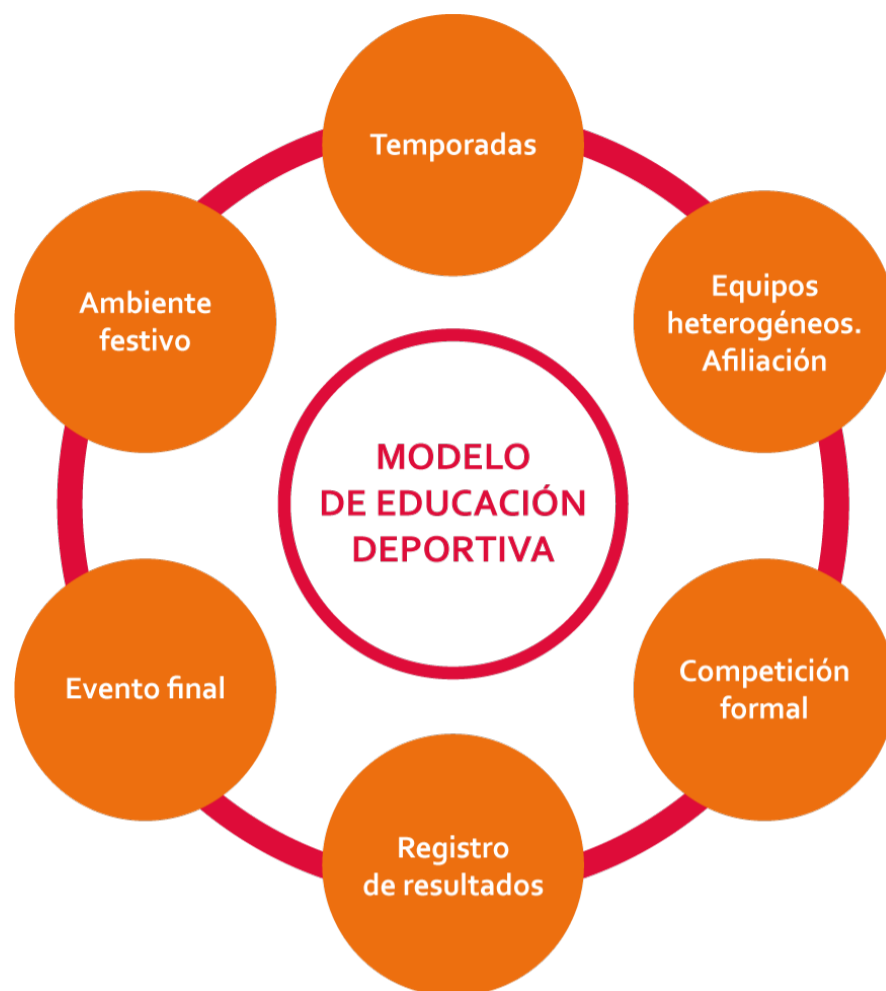 Temporadas
Equipos
heterogéneos.
Afiliación
Ambiente
festivo
MODELO
DE EDUCACIÓN
DEPORTIVA
Competición
formal
Evento final
Registro
de resultados